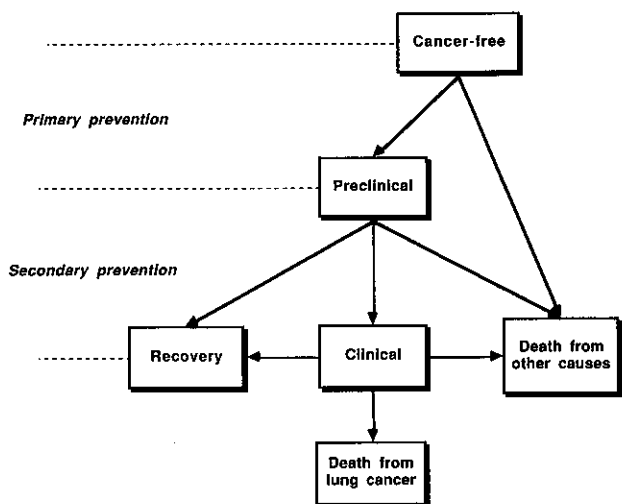 Cancer-free
Primary prevention
Preclinical
Secondary prevention
Recovery
Clinical
Death from
other causes
Death from
lung cancer